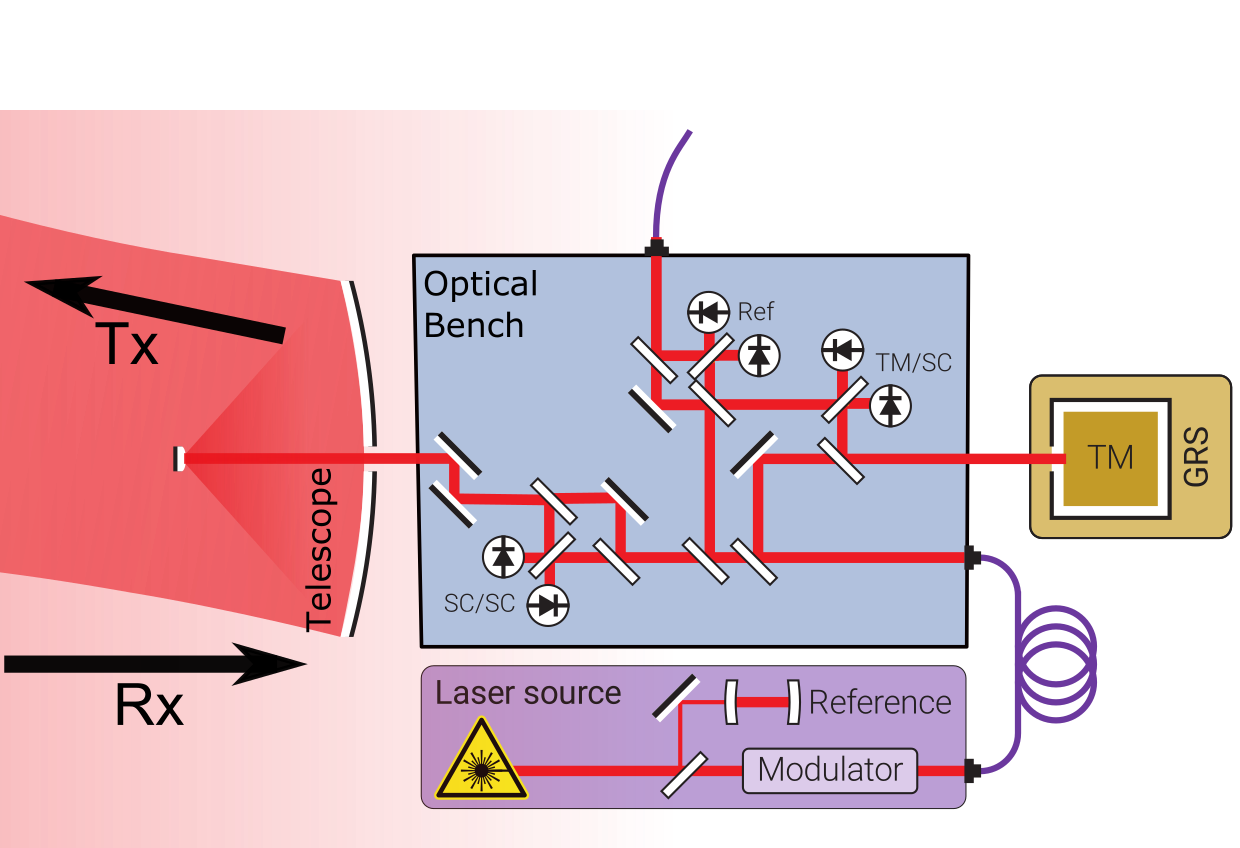 Optical
Bench
Ref
TM/SC
Tx
TM
GRS
Telescope
SC/SC
Rx
Laser source
Reference
Modulator